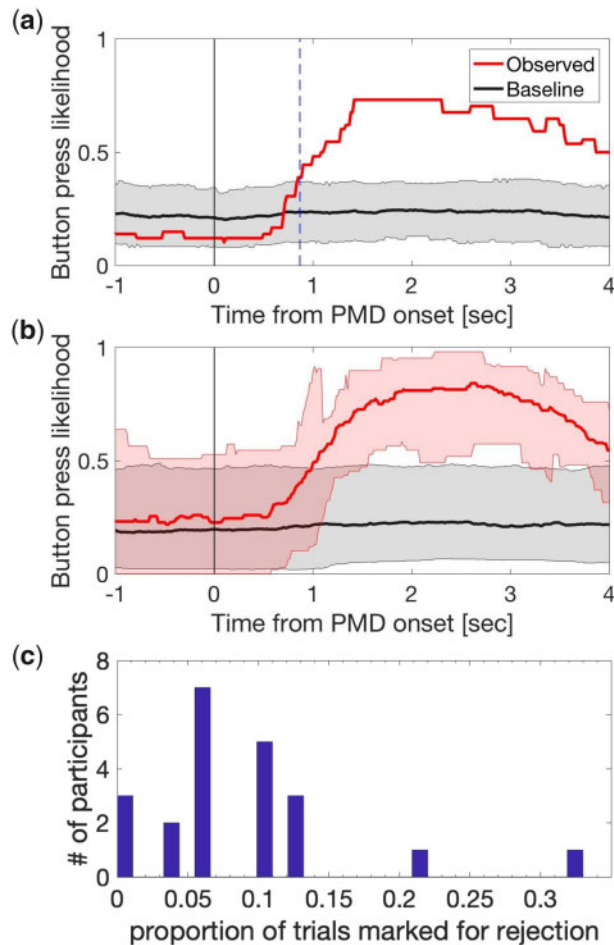 (a)
1
0.5
0
Button press likelihood
Observed
Baseline
-1 0 1 2 3 4
Time from PMD onset [sec]
(b)
1
0.5
0
Button press likelihood
-1 0 1 2 3 4
Time from PMD onset [sec]
(c)
8
6
4
2
0
# of participants
0 0.05 0.1 0.15 0.2 0.25 0.3
proportion of trials marked for rejection